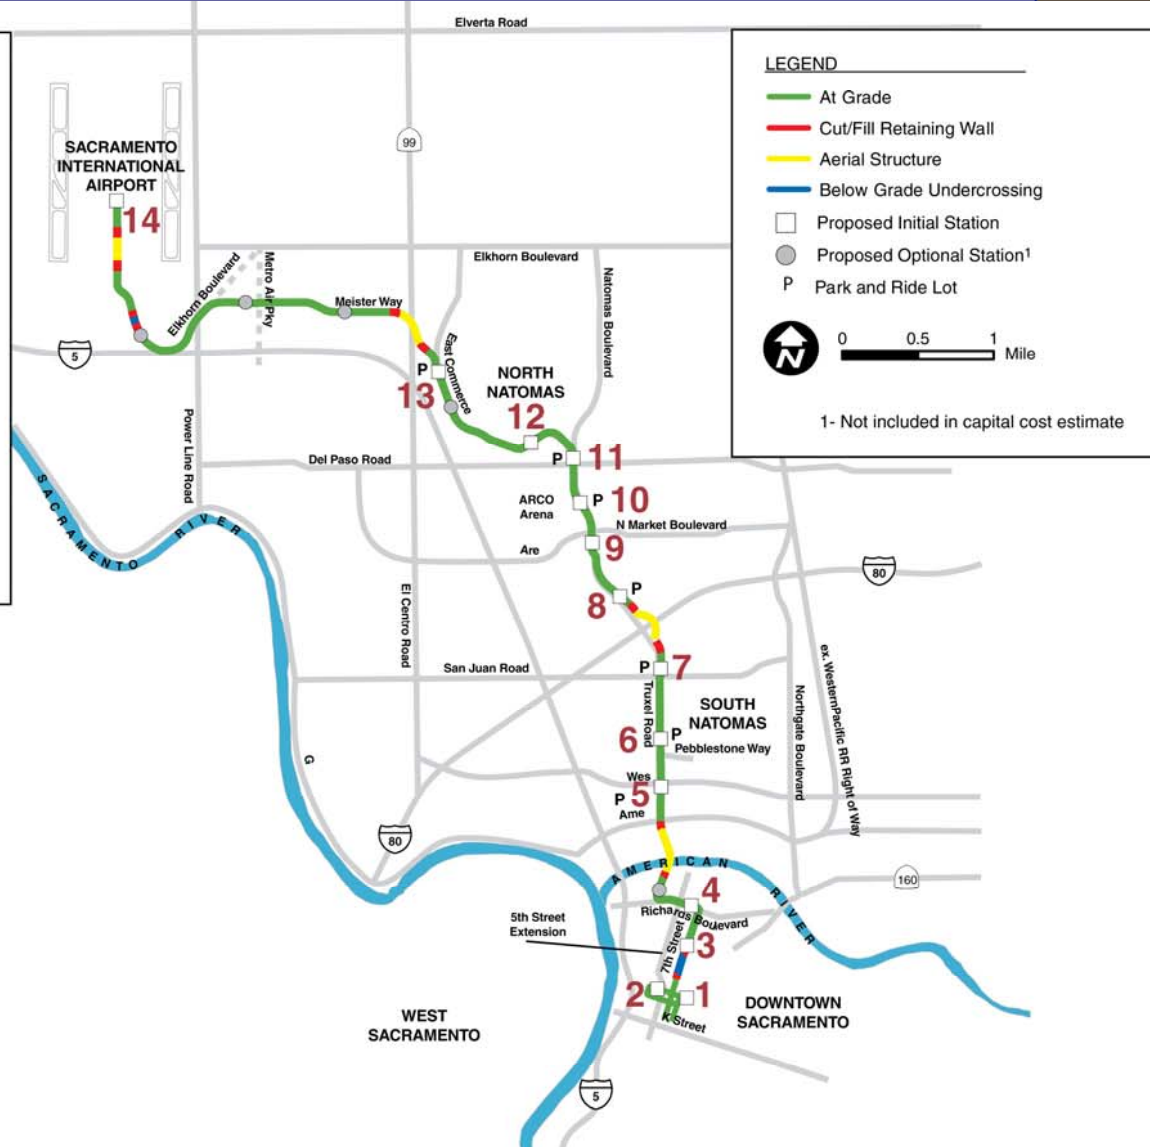 Elverta Road
LEGEND
At Grade
Cut/Fill Retaining Wall
Aerial Structure
Below Grade Undercrossing
Proposed Initial Station
Proposed Optional Station1
P Park and Ride Lot
N
0 0.5 1
Mile
1- Not included in capital cost estimate
99
SACRAMENTO
INTERNATIONAL
AIRPORT
14
Elkhorn Boulevard
Metro Air Pky
Elkhorn Boulevard
Natomas Boulevard
Meister Way
East Commerce
5
P
13
NORTH
NATOMAS
12
Power Line Road
Del Paso Road
P
11
SACRAMENTO RIVER
ARCO
Arena
P
10
N Market Boulevard
Are
9
80
El Centro Road
P
8
San Juan Road
P
7
Truxel Road
SOUTH
NATOMAS
ex. WesternPacific RR Right of Way
Northgate Boulevard
6
P
Pebblestone Way
G
Wes
P
5
Ame
80
AMERICAN RIVER
160
4
Richards Boulevard
5th Street
Extension
7th Street
3
2
1
K Street
WEST
SACRAMENTO
DOWNTOWN
SACRAMENTO
5